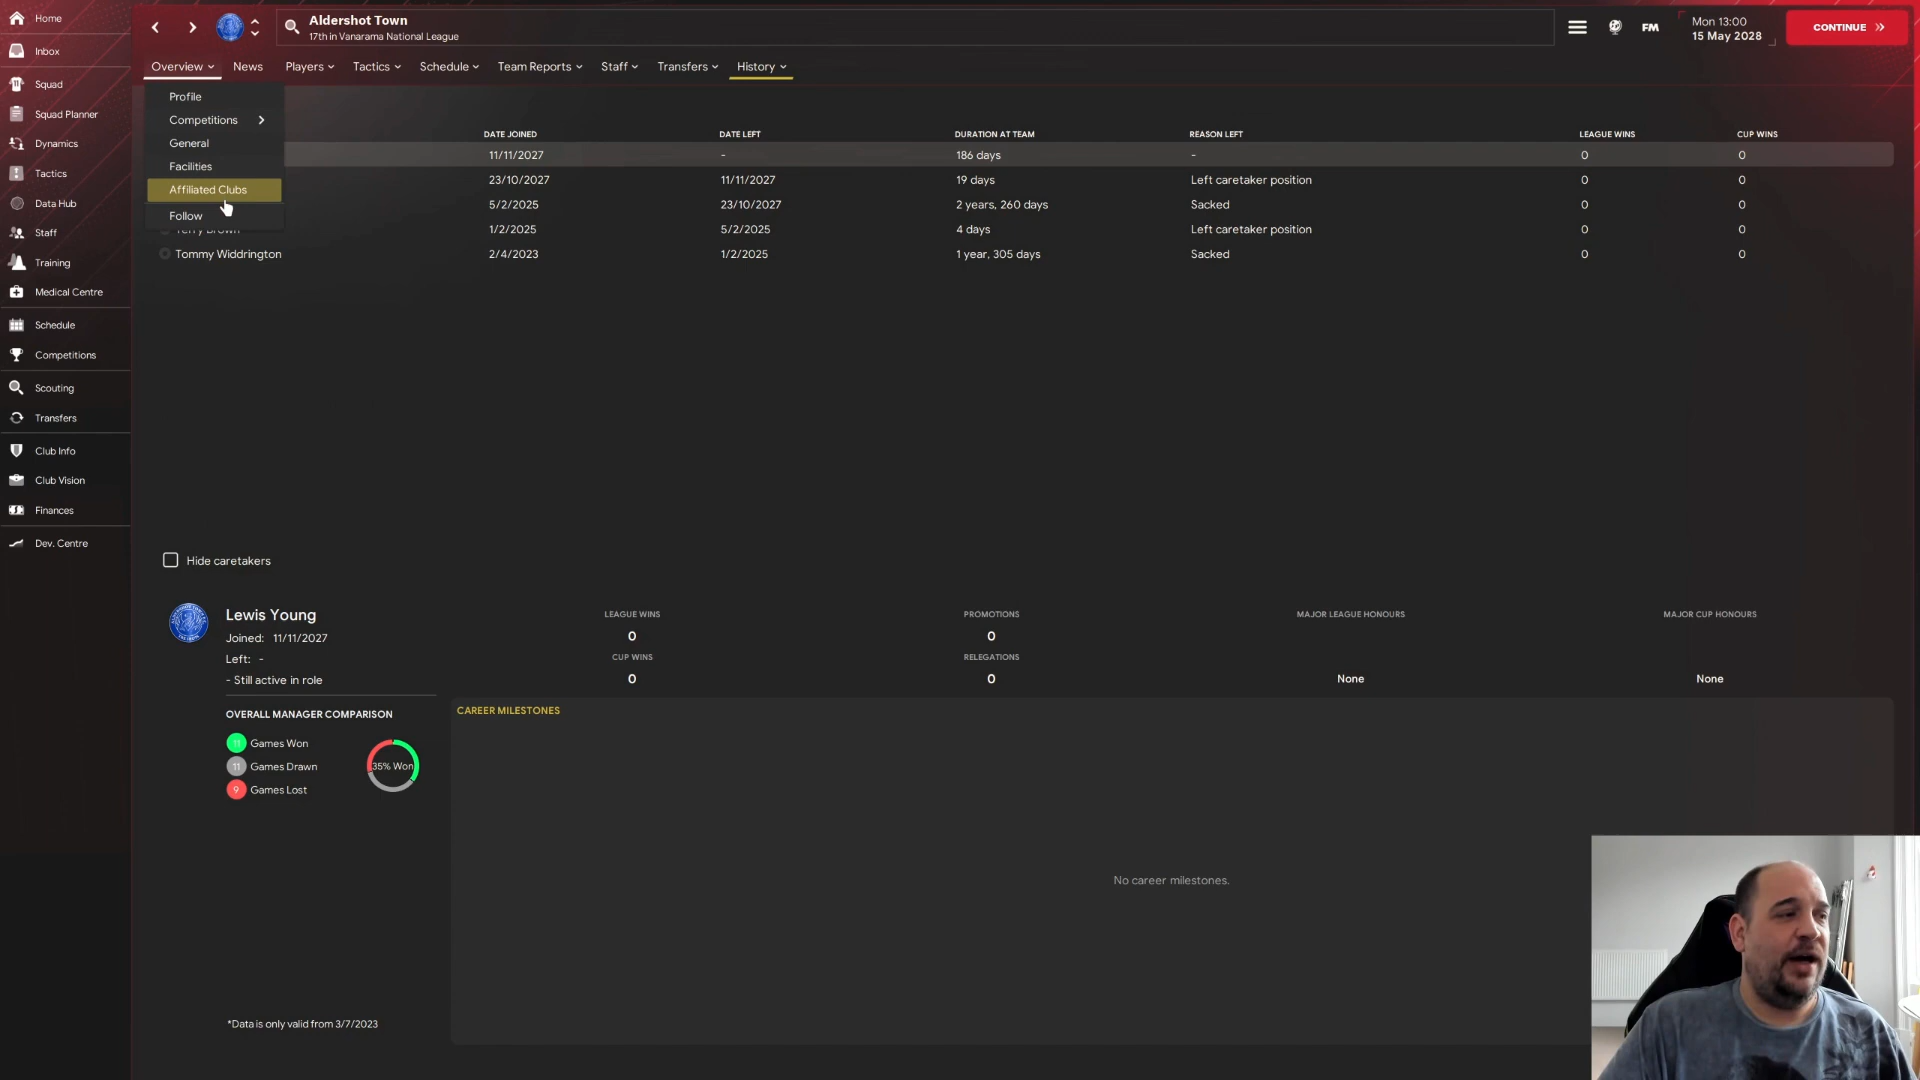 Home
Inbox
Squad
Squad Planner
Dynamics
Tactics
Data Hub
Staff
Training
Medical Centre
Schedule
Competitions
Scouting
Transfers
Club Info
Club Vision
Finances
Dev. Centre
Aldershot Town
17th in Vanarama National League
FM
Mon 13:00
15 May 2028
CONTINUE
Overview News Players Tactics Schedule Team Reports Staff Transfers History
Profile
Competitions
General
Facilities
Affiliated Clubs
Follow
DATE JOINED DATE LEFT DURATION AT TEAM REASON LEFT LEAGUE WINS CUP WINS
11/11/2027 - 186 days - 0 0
23/10/2027 11/11/2027 19 days Left caretaker position 0 0
5/2/2025 23/10/2027 2 years, 260 days Sacked 0 0
Terry Brown 1/2/2025 5/2/2025 4 days Left caretaker position 0 0
Tommy Widdrington 2/4/2023 1/2/2025 1 year, 305 days Sacked 0 0
Hide caretakers
Lewis Young
Joined: 11/11/2027
Left: -
- Still active in role
LEAGUE WINS
0
CUP WINS
0
PROMOTIONS
0
RELEGATIONS
0
MAJOR LEAGUE HONOURS
None
MAJOR CUP HONOURS
None
OVERALL MANAGER COMPARISON
11 Games Won
11 Games Drawn
9 Games Lost
35% Won
CAREER MILESTONES
No career milestones.
*Data is only valid from 3/7/2023